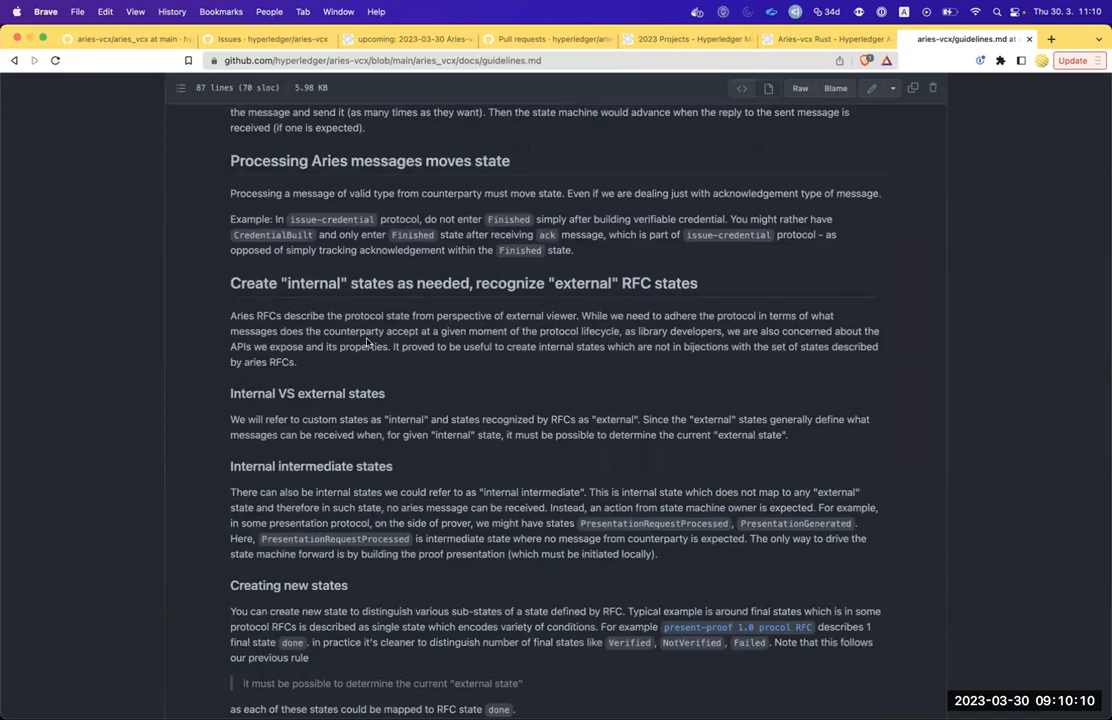 Brave File Edit View History Bookmarks People Tab Window Help 34d A Thu 30. 3. 11:10
aries-vcx/aries_vcx at main · h Issues · hyperledger/aries-vcx upcoming: 2023-03-30 Aries- Pull requests · hyperledger/arie 2023 Projects – Hyperledger M Aries-vcx Rust – Hyperledger A aries-vcx/guidelines.md at
github.com/hyperledger/aries-vcx/blob/main/aries_vcx/docs/guidelines.md 1 Update
87 lines (70 sloc) 5.98 KB Raw Blame
the message and send it (as many times as they want). Then the state machine would advance when the reply to the sent message is
received (if one is expected).
Processing Aries messages moves state
Processing a message of valid type from counterparty must move state. Even if we are dealing just with acknowledgement type of message.
Example: In issue-credential protocol, do not enter Finished simply after building verifiable credential. You might rather have
CredentialBuilt and only enter Finished state after receiving ack message, which is part of issue-credential protocol - as
opposed of simply tracking acknowledgement within the Finished state.
Create "internal" states as needed, recognize "external" RFC states
Aries RFCs describe the protocol state from perspective of external viewer. While we need to adhere the protocol in terms of what
messages does the counterparty accept at a given moment of the protocol lifecycle, as library developers, we are also concerned about the
APIs we expose and its properties. It proved to be useful to create internal states which are not in bijections with the set of states described
by aries RFCs.
Internal VS external states
We will refer to custom states as "internal" and states recognized by RFCs as "external". Since the "external" states generally define what
messages can be received when, for given "internal" state, it must be possible to determine the current "external state".
Internal intermediate states
There can also be internal states we could refer to as "internal intermediate". This is internal state which does not map to any "external"
state and therefore in such state, no aries message can be received. Instead, an action from state machine owner is expected. For example,
in some presentation protocol, on the side of prover, we might have states PresentationRequestProcessed, PresentationGenerated.
Here, PresentationRequestProcessed is intermediate state where no message from counterparty is expected. The only way to drive the
state machine forward is by building the proof presentation (which must be initiated locally).
Creating new states
You can create new state to distinguish various sub-states of a state defined by RFC. Typical example is around final states which is in some
protocol RFCs is described as single state which encodes variety of conditions. For example present-proof 1.0 procol RFC describes 1
final state done. in practice it's cleaner to distinguish number of final states like Verified, NotVerified, Failed. Note that this follows
our previous rule
it must be possible to determine the current "external state"
as each of these states could be mapped to RFC state done.
2023-03-30 09:10:10